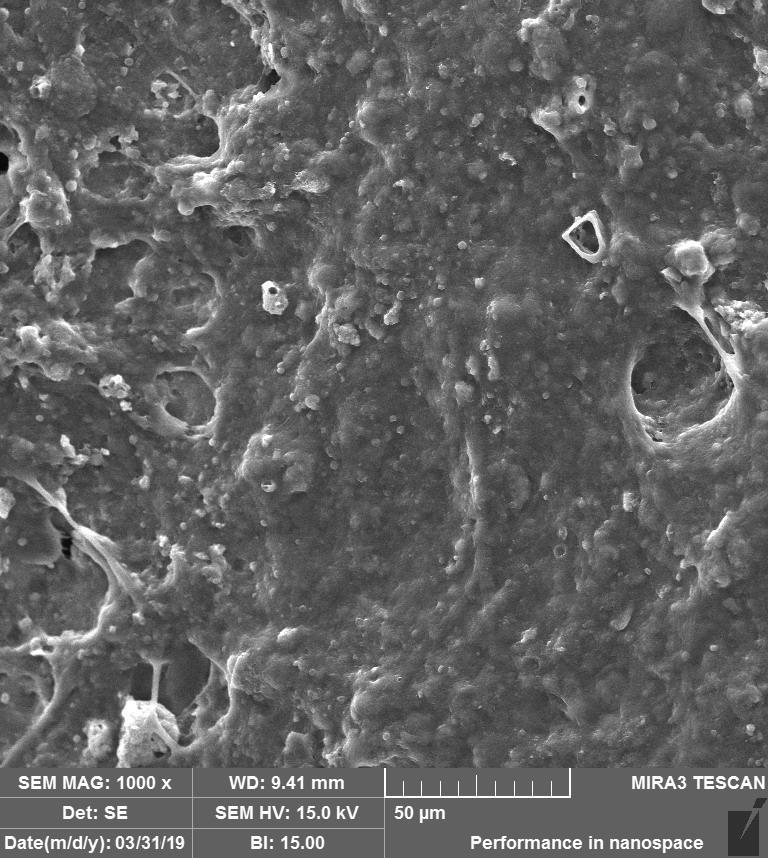 SEM MAG: 1000 x WD: 9.41 mm MIRA3 TESCAN
Det: SE SEM HV: 15.0 kV 50 µm
Date(m/d/y): 03/31/19 BI: 15.00 Performance in nanospace